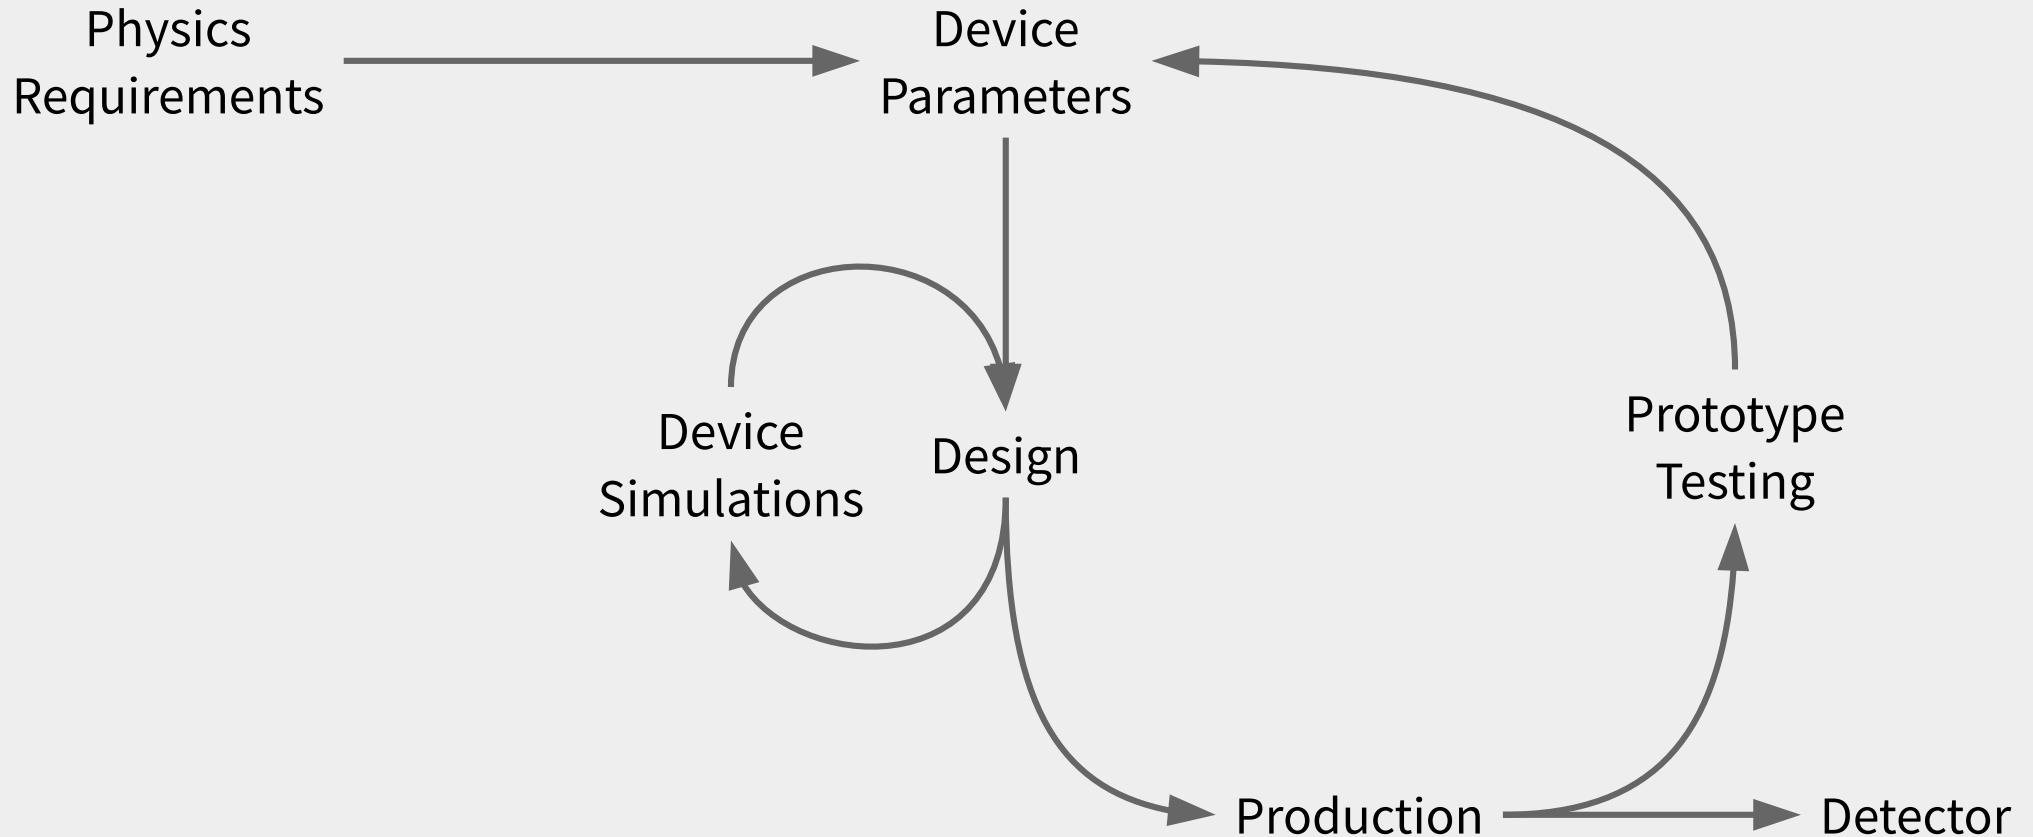 Physics
Requirements
Device
Parameters
Device
Simulations
Design
Prototype
Testing
Production
Detector